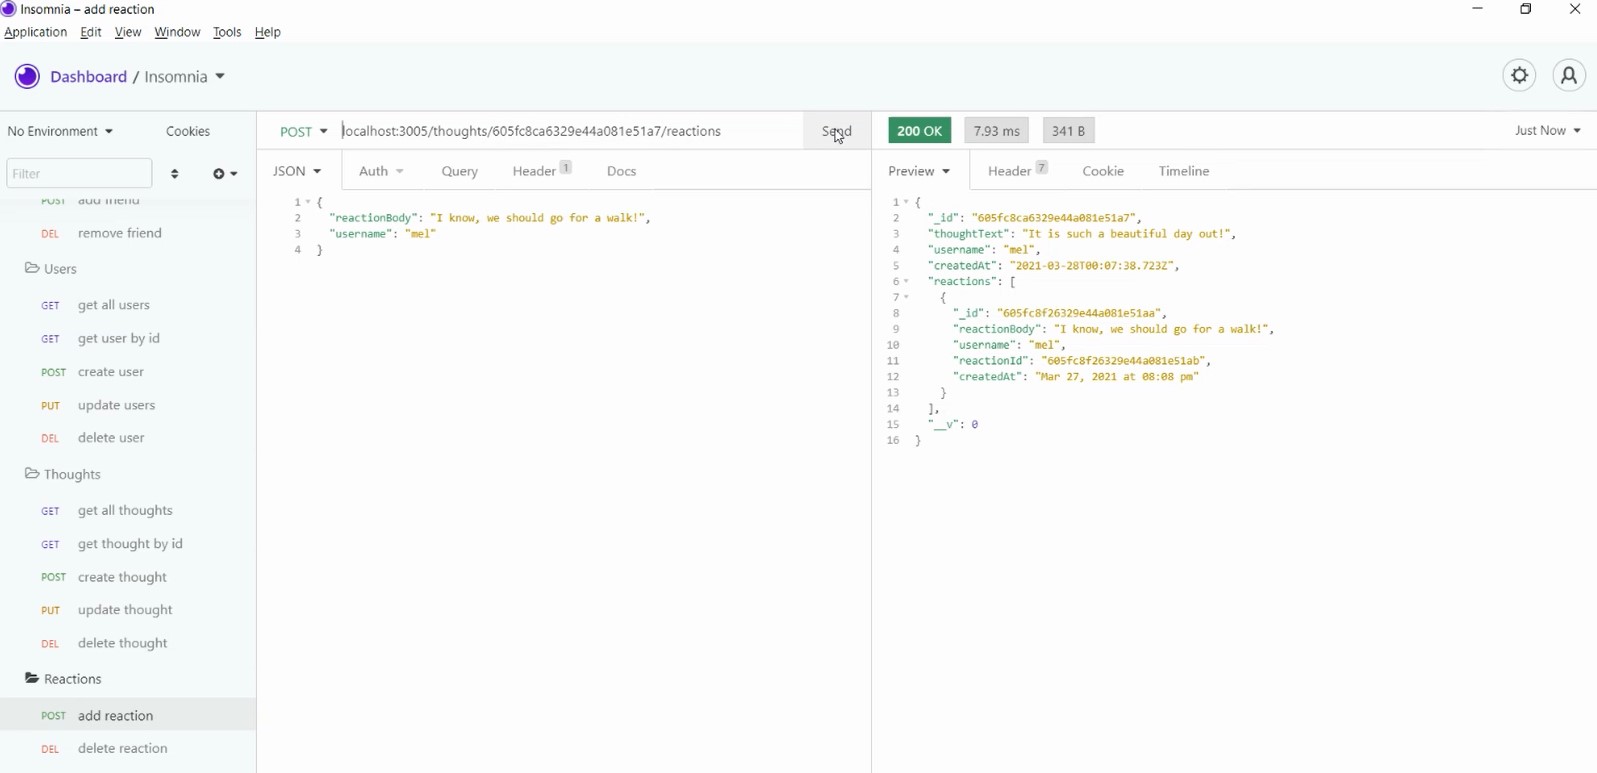 Insomnia – add reaction
Application Edit View Window Tools Help
Dashboard / Insomnia
No Environment Cookies
POST localhost:3005/thoughts/605fc8ca6329e44a081e51a7/reactions Send
200 OK 7.93 ms 341 B Just Now
Filter
JSON Auth Query Header 1 Docs
Preview Header 7 Cookie Timeline
POST add friend
DEL remove friend
Users
GET get all users
GET get user by id
POST create user
PUT update users
DEL delete user
Thoughts
GET get all thoughts
GET get thought by id
POST create thought
PUT update thought
DEL delete thought
Reactions
POST add reaction
DEL delete reaction
1 {
2 "reactionBody": "I know, we should go for a walk!",
3 "username": "mel"
4 }
1 {
2 "_id": "605fc8ca6329e44a081e51a7",
3 "thoughtText": "It is such a beautiful day out!",
4 "username": "mel",
5 "createdAt": "2021-03-28T00:07:38.723Z",
6 "reactions": [
7 {
8 "_id": "605fc8f26329e44a081e51aa",
9 "reactionBody": "I know, we should go for a walk!",
10 "username": "mel",
11 "reactionId": "605fc8f26329e44a081e51ab",
12 "createdAt": "Mar 27, 2021 at 08:08 pm"
13 }
14 ],
15 "__v": 0
16 }